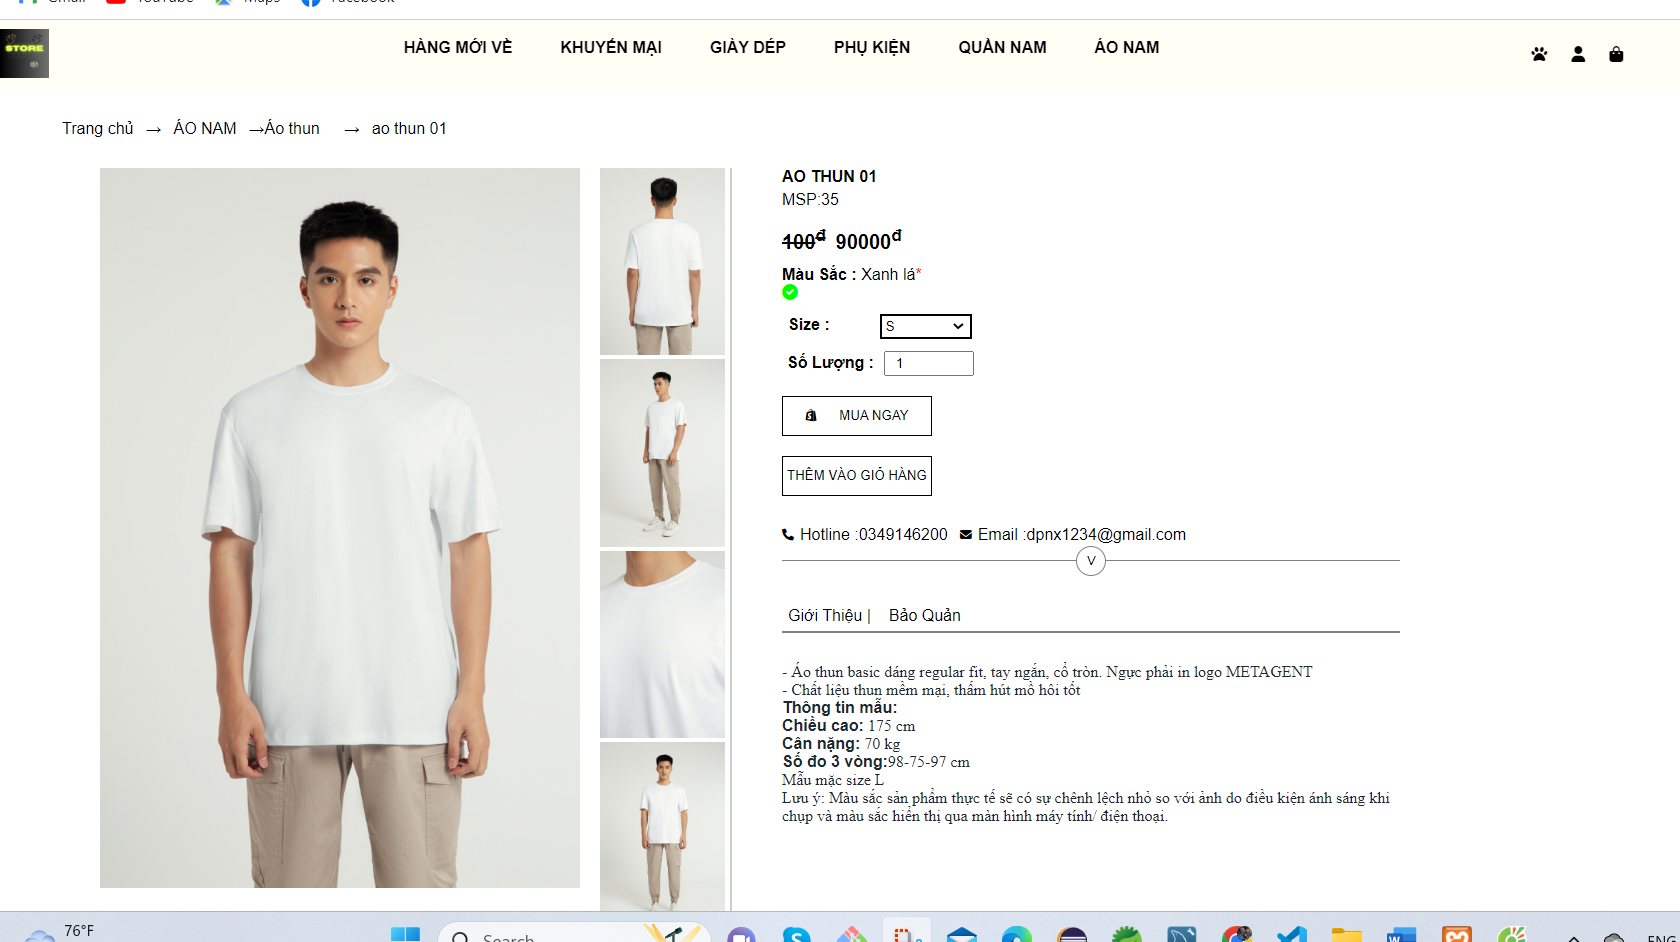 Gmail YouTube Maps Facebook
STORE
HÀNG MỚI VỀ KHUYẾN MẠI GIÀY DÉP PHỤ KIỆN QUẦN NAM ÁO NAM
Trang chủ → ÁO NAM →Áo thun → ao thun 01
AO THUN 01
MSP:35
100đ 90000đ
Màu Sắc : Xanh lá*
Size : S
Số Lượng : 1
MUA NGAY
THÊM VÀO GIỎ HÀNG
Hotline :0349146200 Email :dpnx1234@gmail.com
V
Giới Thiệu | Bảo Quản
- Áo thun basic dáng regular fit, tay ngắn, cổ tròn. Ngực phải in logo METAGENT
- Chất liệu thun mềm mại, thấm hút mồ hôi tốt
Thông tin mẫu:
Chiều cao: 175 cm
Cân nặng: 70 kg
Số đo 3 vòng:98-75-97 cm
Mẫu mặc size L
Lưu ý: Màu sắc sản phẩm thực tế sẽ có sự chênh lệch nhỏ so với ảnh do điều kiện ánh sáng khi
chụp và màu sắc hiển thị qua màn hình máy tính/ điện thoại.
76°F
Search
ENG